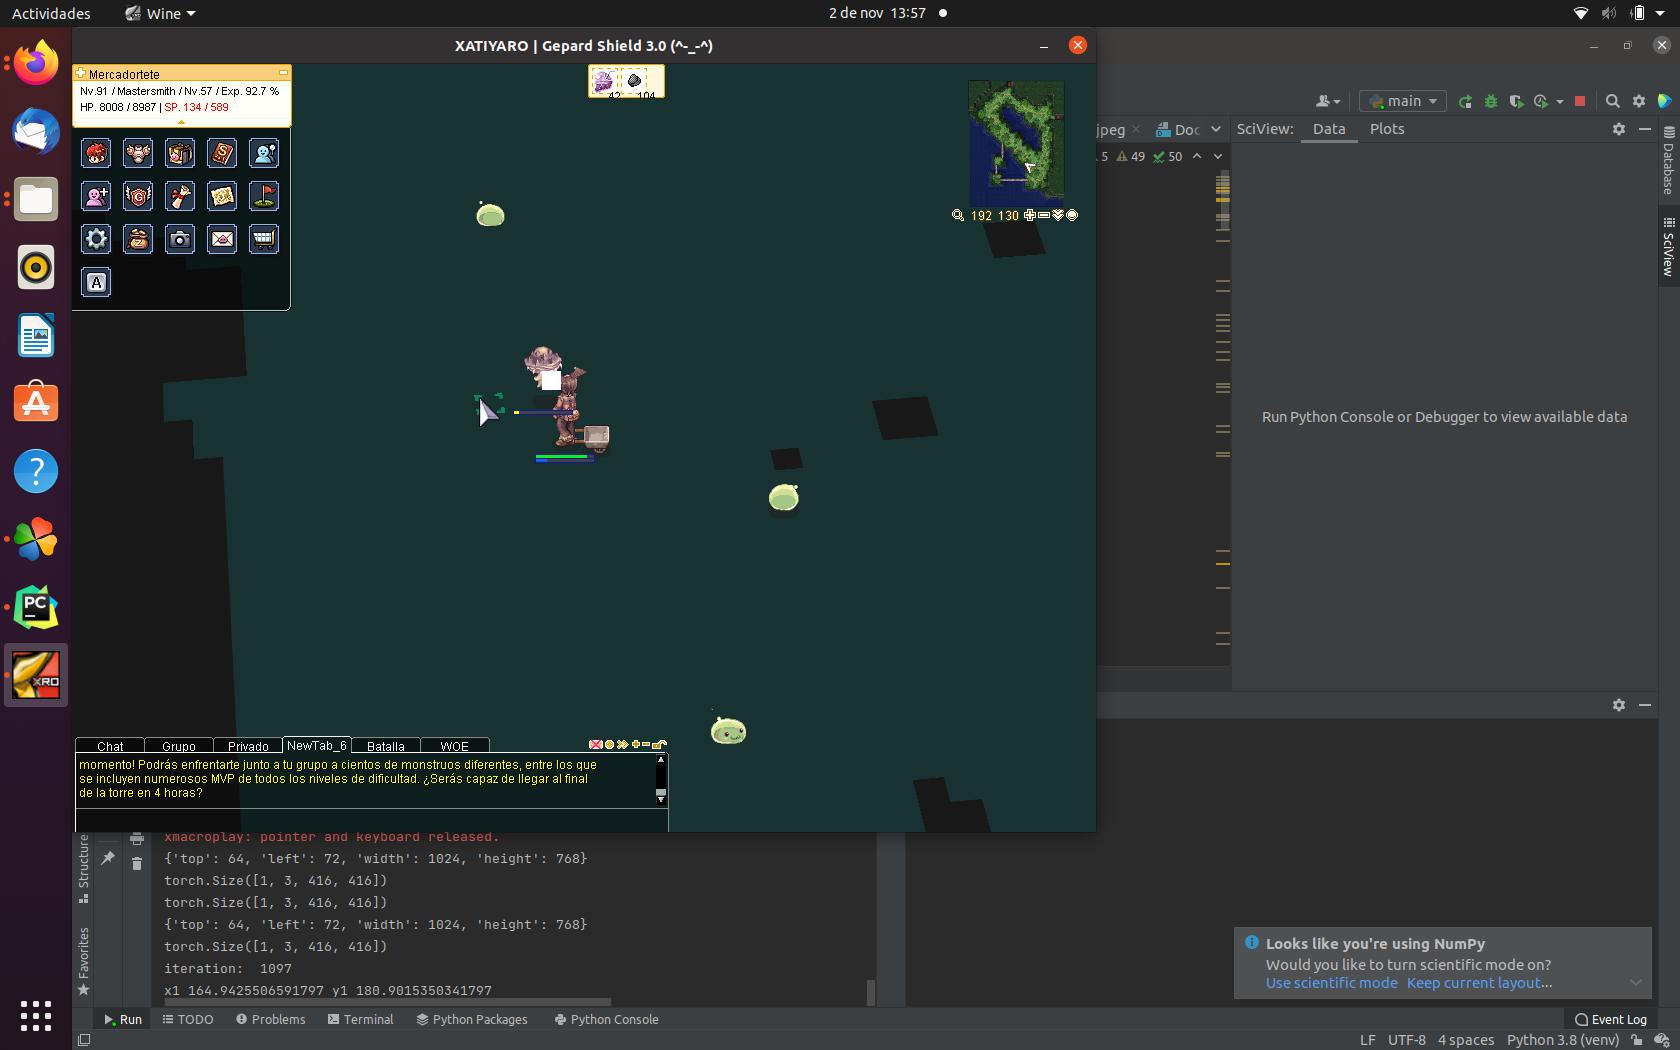 Actividades
Wine
2 de nov 13:57
XATIYARO | Gepard Shield 3.0 (^-_-^)
Mercadortete
Nv.91 / Mastersmith / Nv.57 / Exp. 92.7 %
HP. 8008 / 8987 | SP. 134 / 589
42 104
A
192 130
main
jpeg
Doc
SciView:
Data
Plots
5 49 50
Database
SciView
Run Python Console or Debugger to view available data
PC
XRO
Chat
Grupo
Privado
NewTab_6
Batalla
WOE
momento! Podrás enfrentarte junto a tu grupo a cientos de monstruos diferentes, entre los que
se incluyen numerosos MVP de todos los niveles de dificultad. ¿Serás capaz de llegar al final
de la torre en 4 horas?
Structure
Favorites
xmacroplay: pointer and keyboard released.
{'top': 64, 'left': 72, 'width': 1024, 'height': 768}
torch.Size([1, 3, 416, 416])
torch.Size([1, 3, 416, 416])
{'top': 64, 'left': 72, 'width': 1024, 'height': 768}
torch.Size([1, 3, 416, 416])
iteration:  1097
x1 164.9425506591797 y1 180.9015350341797
Looks like you're using NumPy
Would you like to turn scientific mode on?
Use scientific mode Keep current layout...
Run
TODO
Problems
Terminal
Python Packages
Python Console
Event Log
LF UTF-8 4 spaces Python 3.8 (venv)